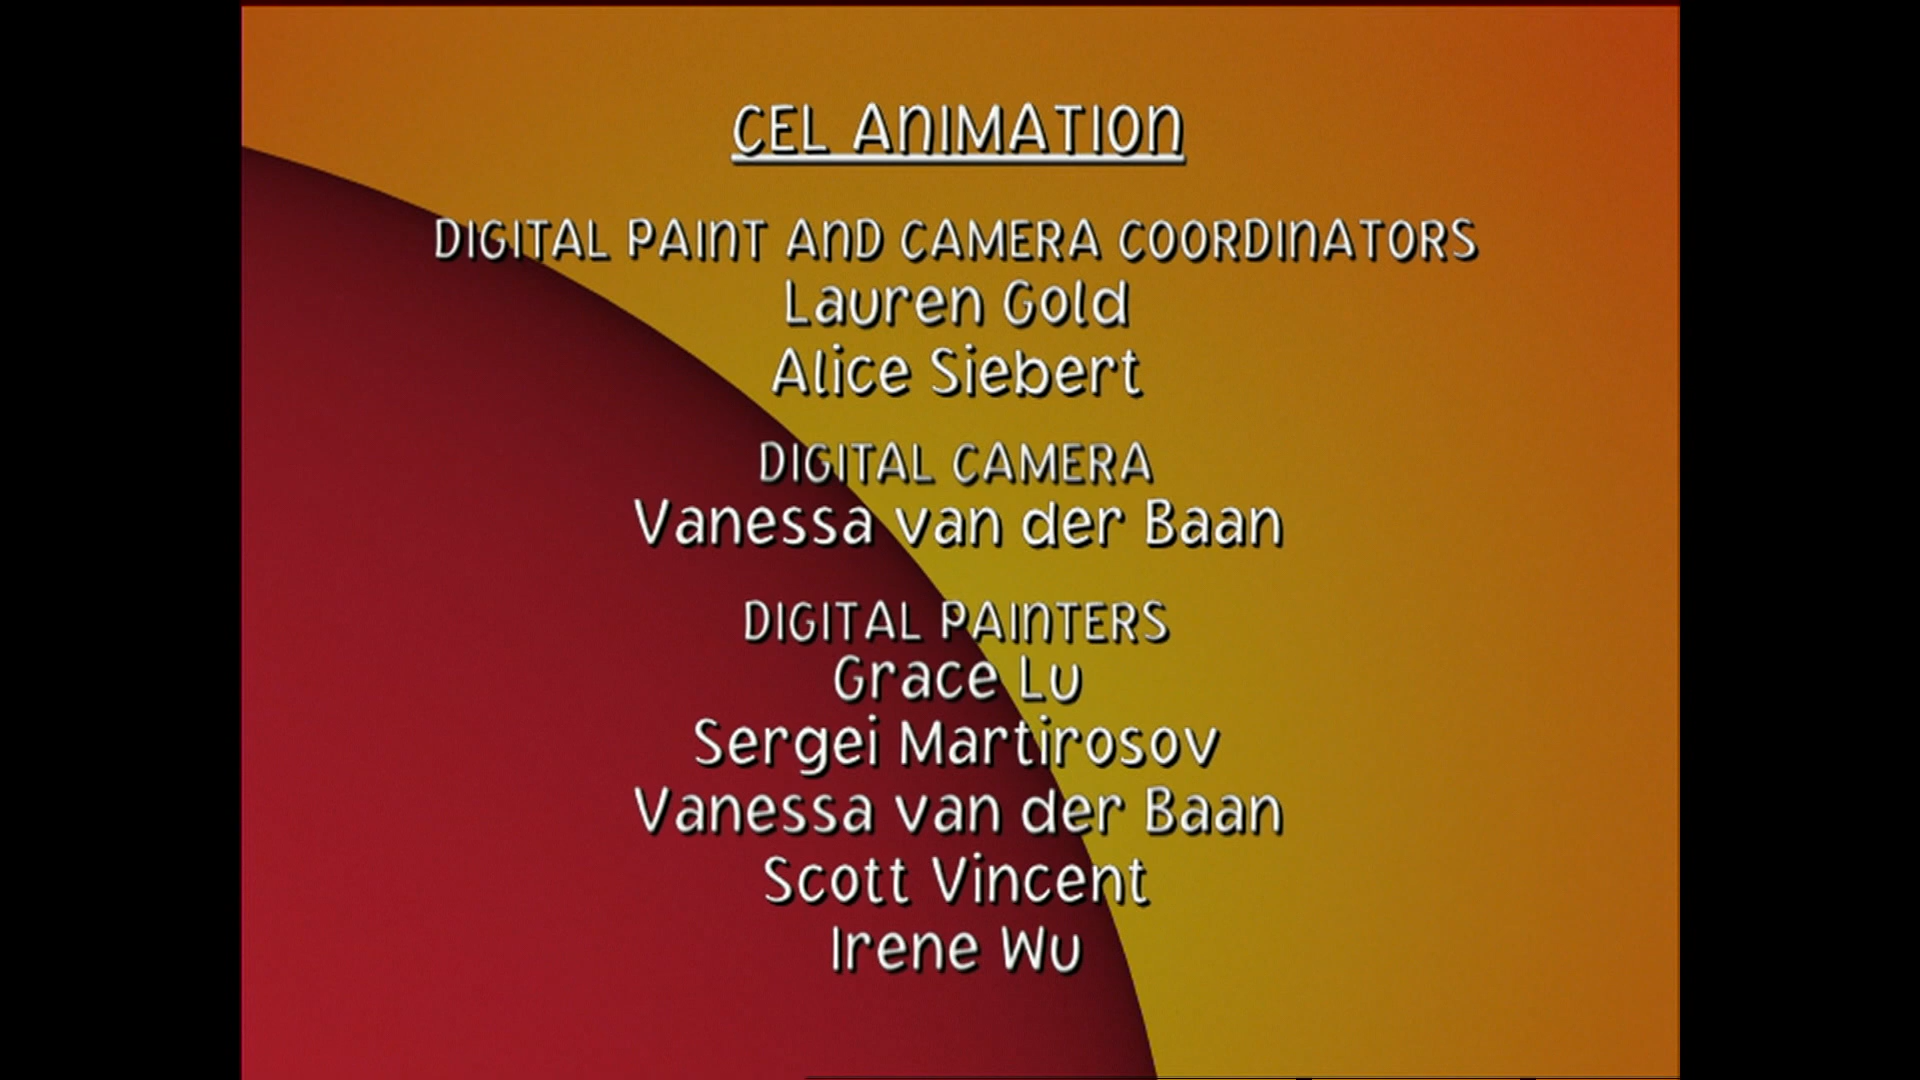 CEL ANIMATION
DIGITAL PAINT AND CAMERA COORDINATORS
Lauren Gold
Alice Siebert
DIGITAL CAMERA
Vanessa van der Baan
DIGITAL PAINTERS
Grace Lu
Sergei Martirosov
Vanessa van der Baan
Scott Vincent
Irene Wu